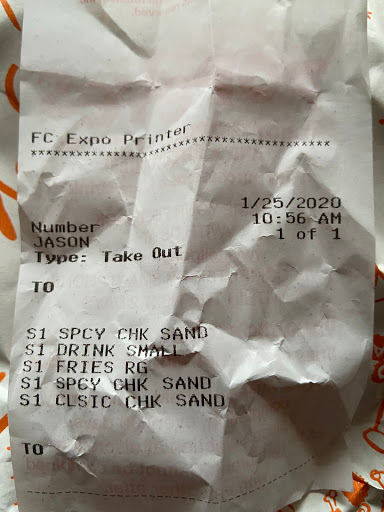 FC Expo Printer
****************************************
1/25/2020
Number 10:56 AM
JASON 1 of 1
Type: Take Out
TO
S1 SPCY CHK SAND
S1 DRINK SMALL
S1 FRIES RG
S1 SPCY CHK SAND
S1 CLSIC CHK SAND
TO